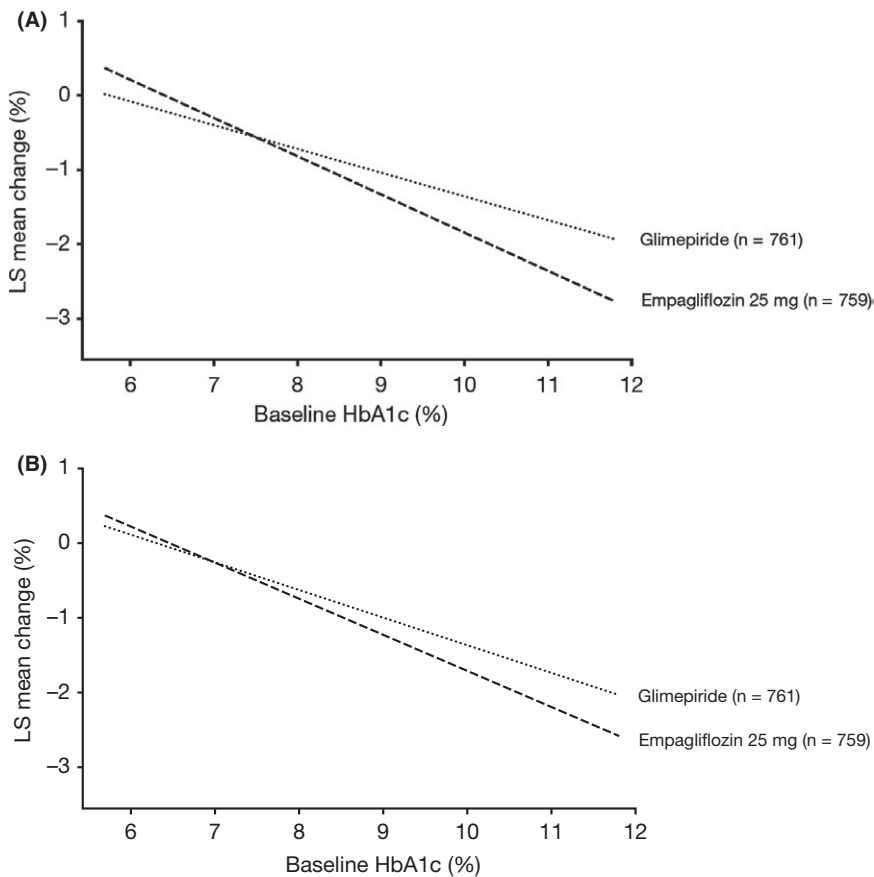 (A)
1
0
−1
−2
−3
LS mean change (%)
Glimepiride (n = 761)
Empagliflozin 25 mg (n = 759)
6 7 8 9 10 11 12
Baseline HbA1c (%)
(B)
1
0
−1
−2
−3
LS mean change (%)
Glimepiride (n = 761)
Empagliflozin 25 mg (n = 759)
6 7 8 9 10 11 12
Baseline HbA1c (%)